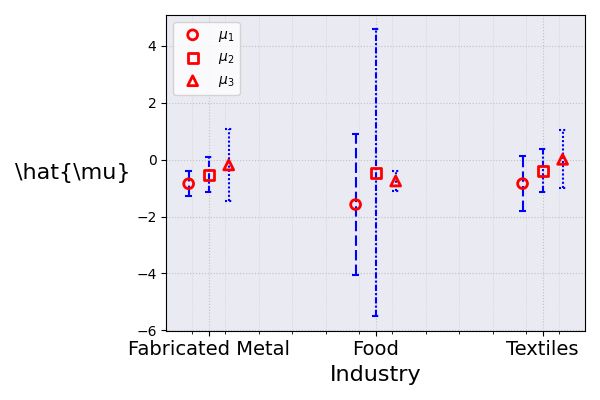 μ₁
μ₂
μ₃
4
2
0
−2
−4
−6
\hat{\mu}
Fabricated Metal
Food
Textiles
Industry